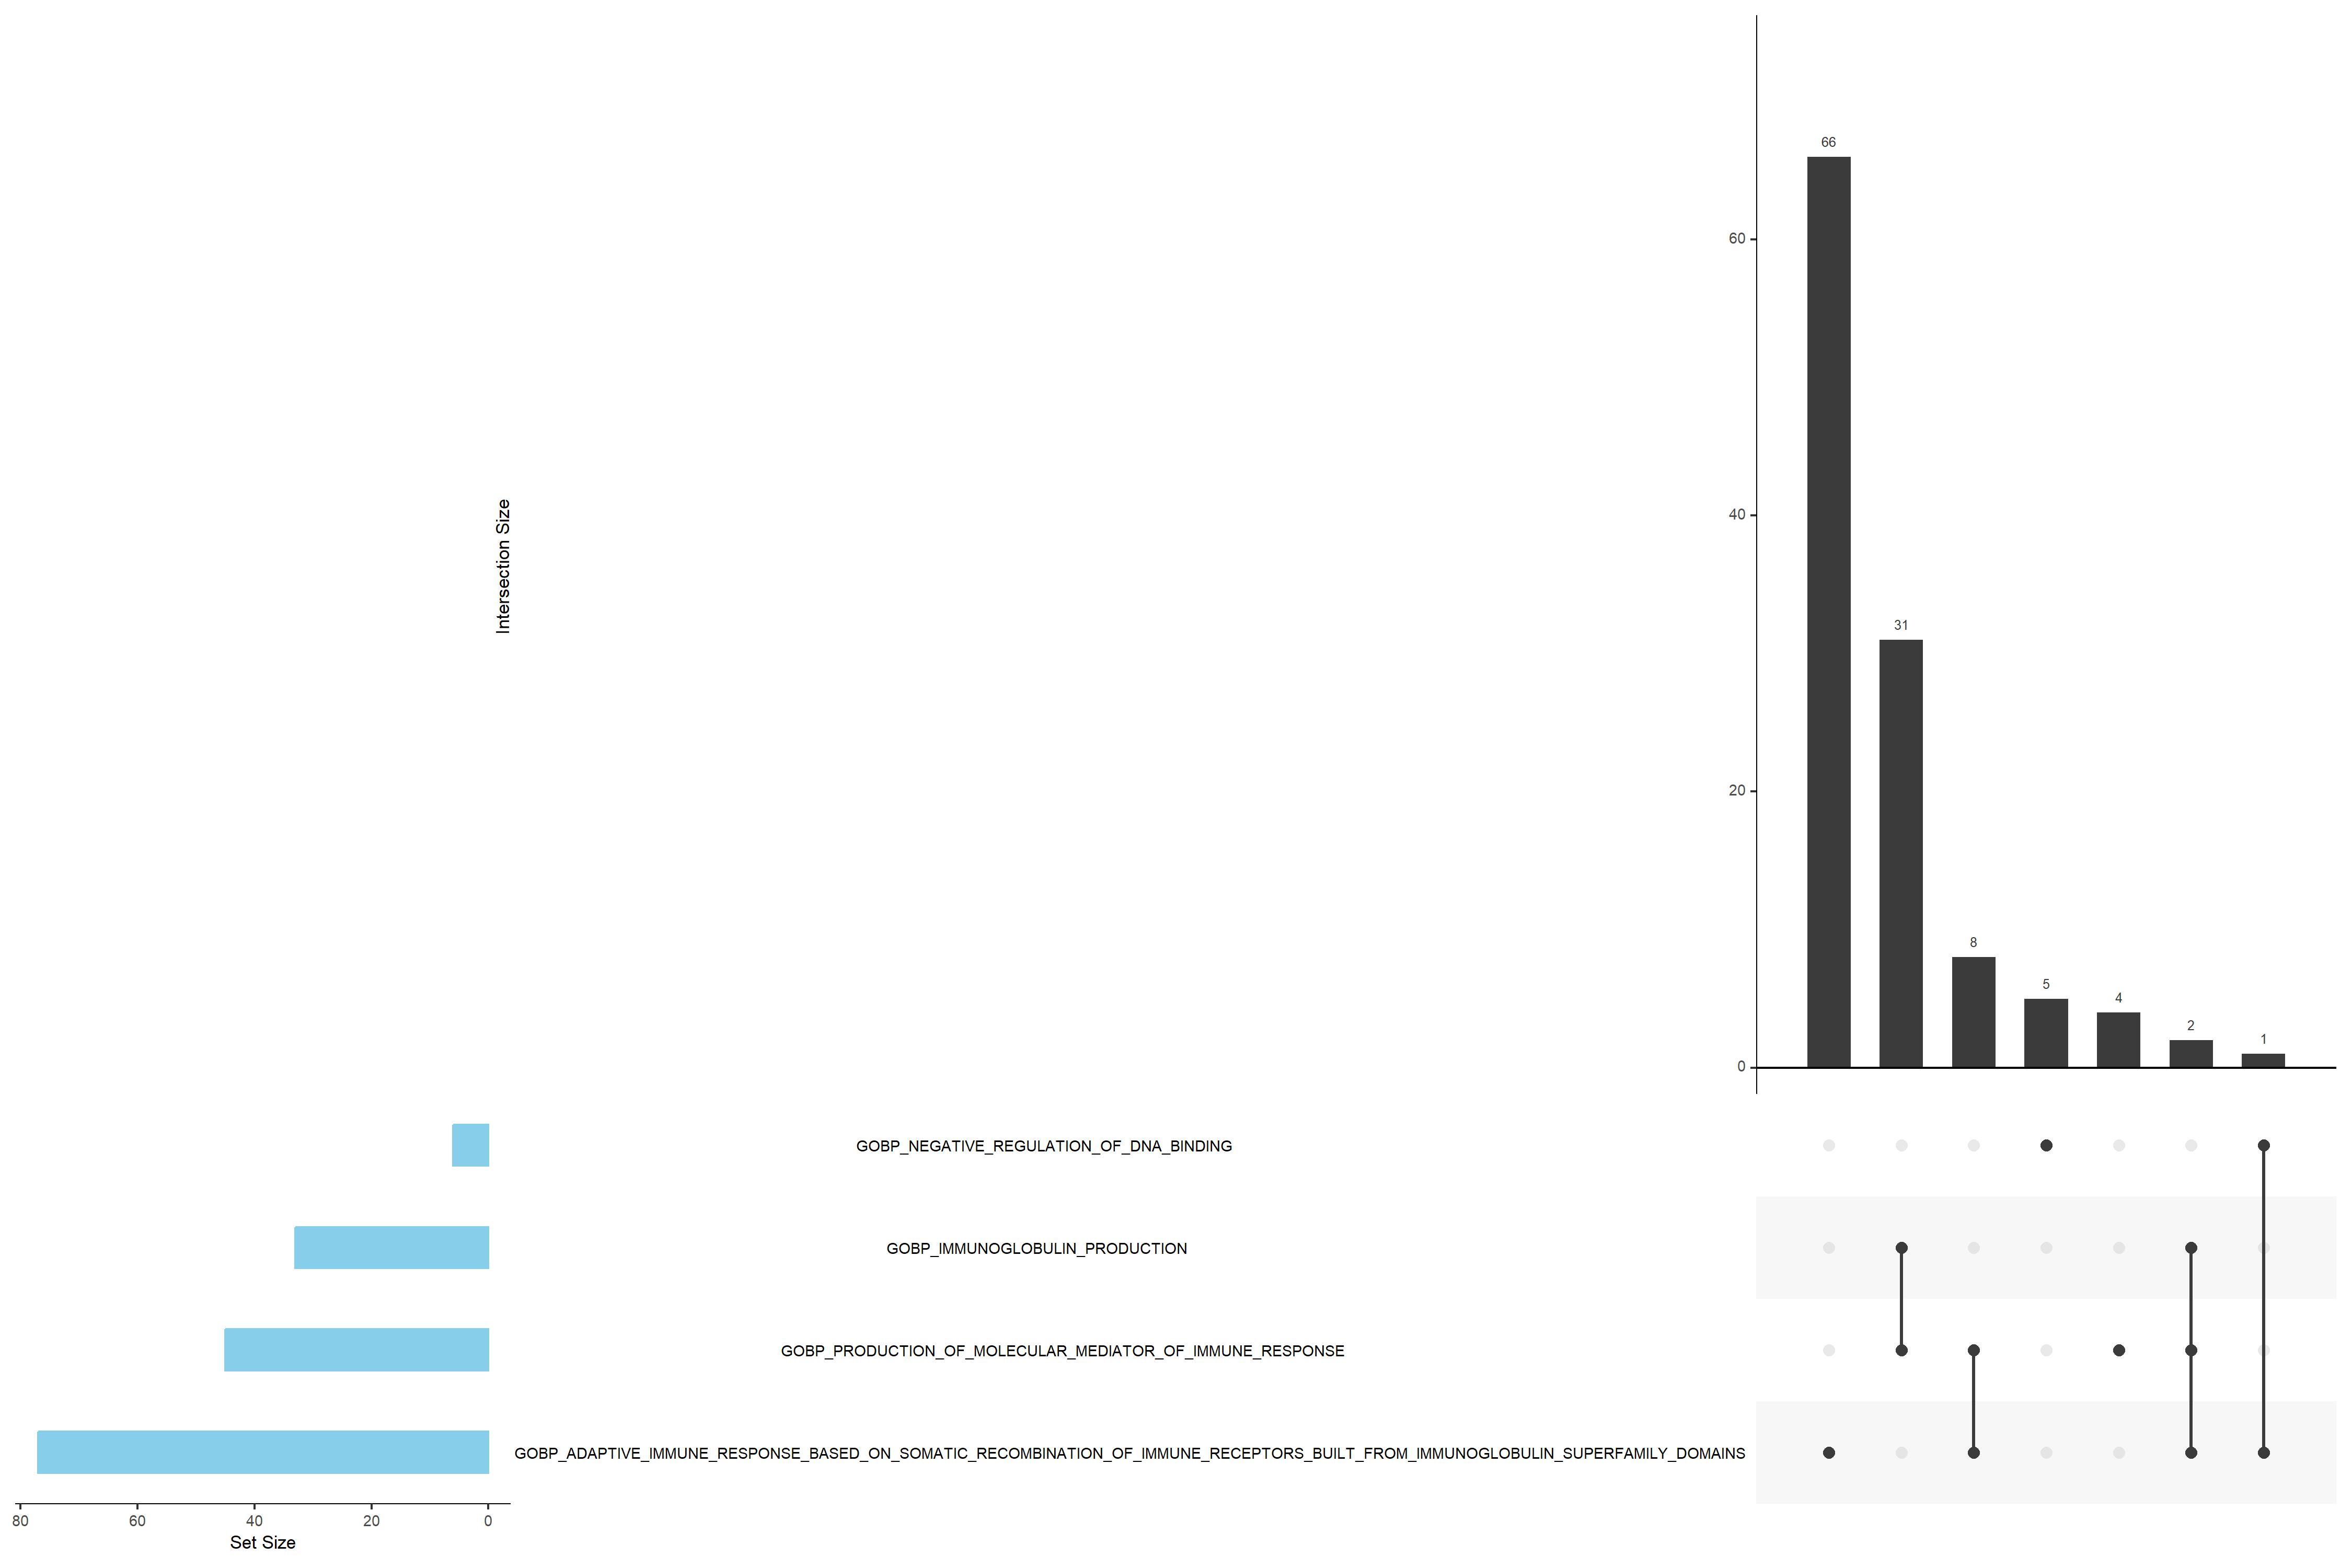 66
60
31
40
Intersection Size
20
8
5
4
2
1
0
GOBP_NEGATIVE_REGULATION_OF_DNA_BINDING
GOBP_IMMUNOGLOBULIN_PRODUCTION
GOBP_PRODUCTION_OF_MOLECULAR_MEDIATOR_OF_IMMUNE_RESPONSE
GOBP_ADAPTIVE_IMMUNE_RESPONSE_BASED_ON_SOMATIC_RECOMBINATION_OF_IMMUNE_RECEPTORS_BUILT_FROM_IMMUNOGLOBULIN_SUPERFAMILY_DOMAINS
80 60 40 20 0
Set Size